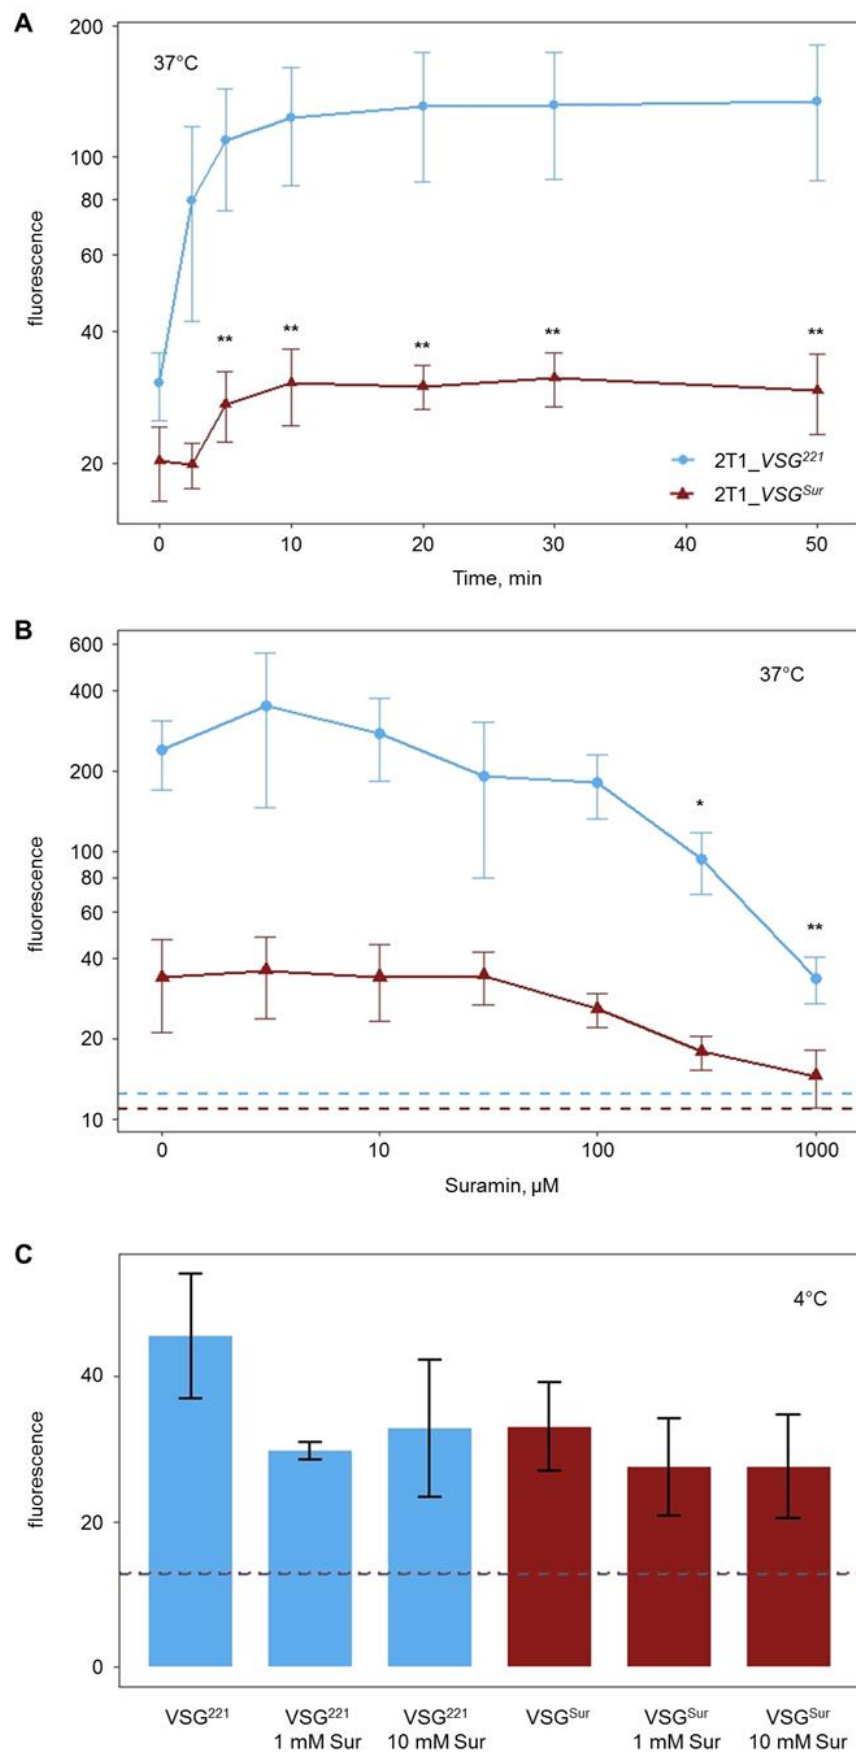 A
37°C
200
100
80
60
40
20
fluorescence
**
**
**
**
**
2T1_VSG²²¹
2T1_VSGˢᵘʳ
0
10
20
30
40
50
Time, min
B
37°C
600
400
200
100
80
60
40
20
10
fluorescence
*
**
0
10
100
1000
Suramin, µM
C
4°C
40
20
0
fluorescence
VSG²²¹
VSG²²¹
1 mM Sur
VSG²²¹
10 mM Sur
VSGˢᵘʳ
VSGˢᵘʳ
1 mM Sur
VSGˢᵘʳ
10 mM Sur